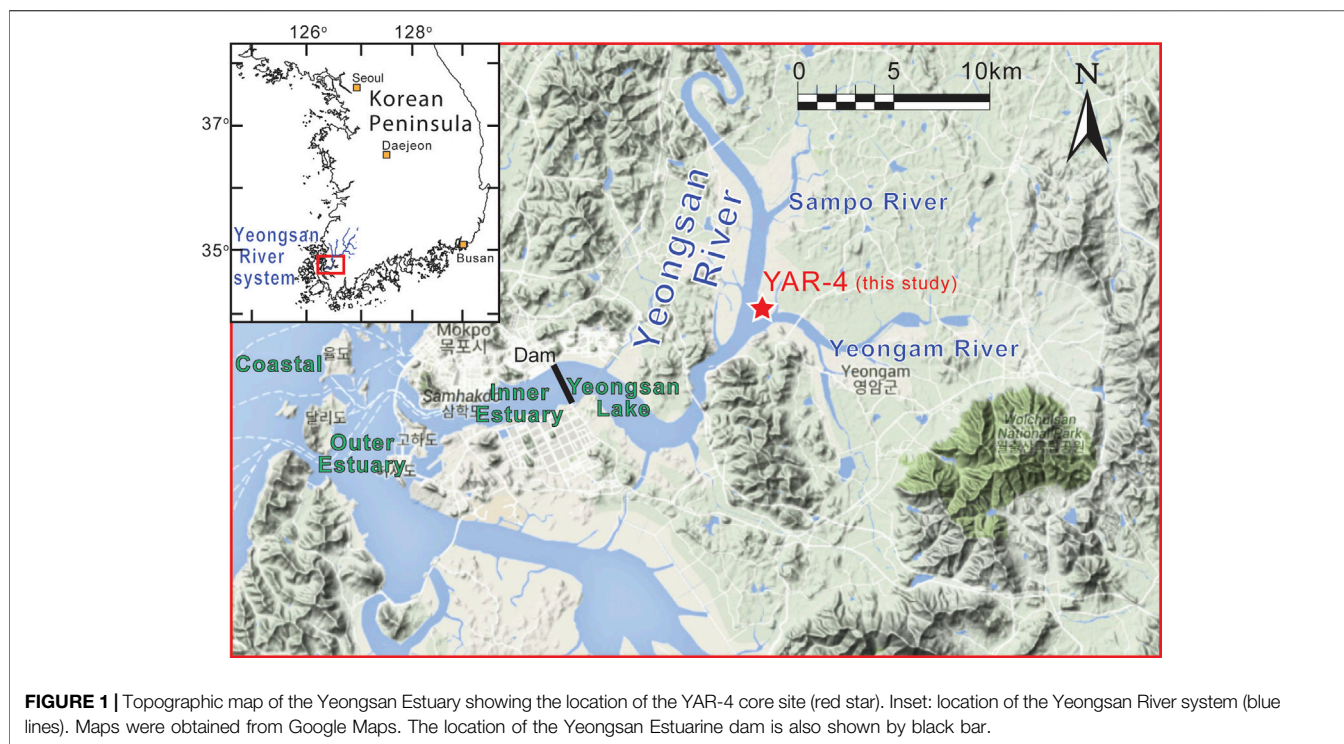 126°
128°
Seoul
Korean
Peninsula
Daejeon
37°
35°
Yeongsan
River
system
Busan
0 5 10km
N
Yeongsan
River
Sampo River
YAR-4 (this study)
Yeongam River
Yeongam
영암군
Mokpo
목포시
Dam
율도
Coastal
Samhakdo
삼학도
Inner
Estuary
Yeongsan
Lake
달리도
고하도
Outer
Estuary
Wolchulsan
National Park
FIGURE 1 | Topographic map of the Yeongsan Estuary showing the location of the YAR-4 core site (red star). Inset: location of the Yeongsan River system (blue
lines). Maps were obtained from Google Maps. The location of the Yeongsan Estuarine dam is also shown by black bar.